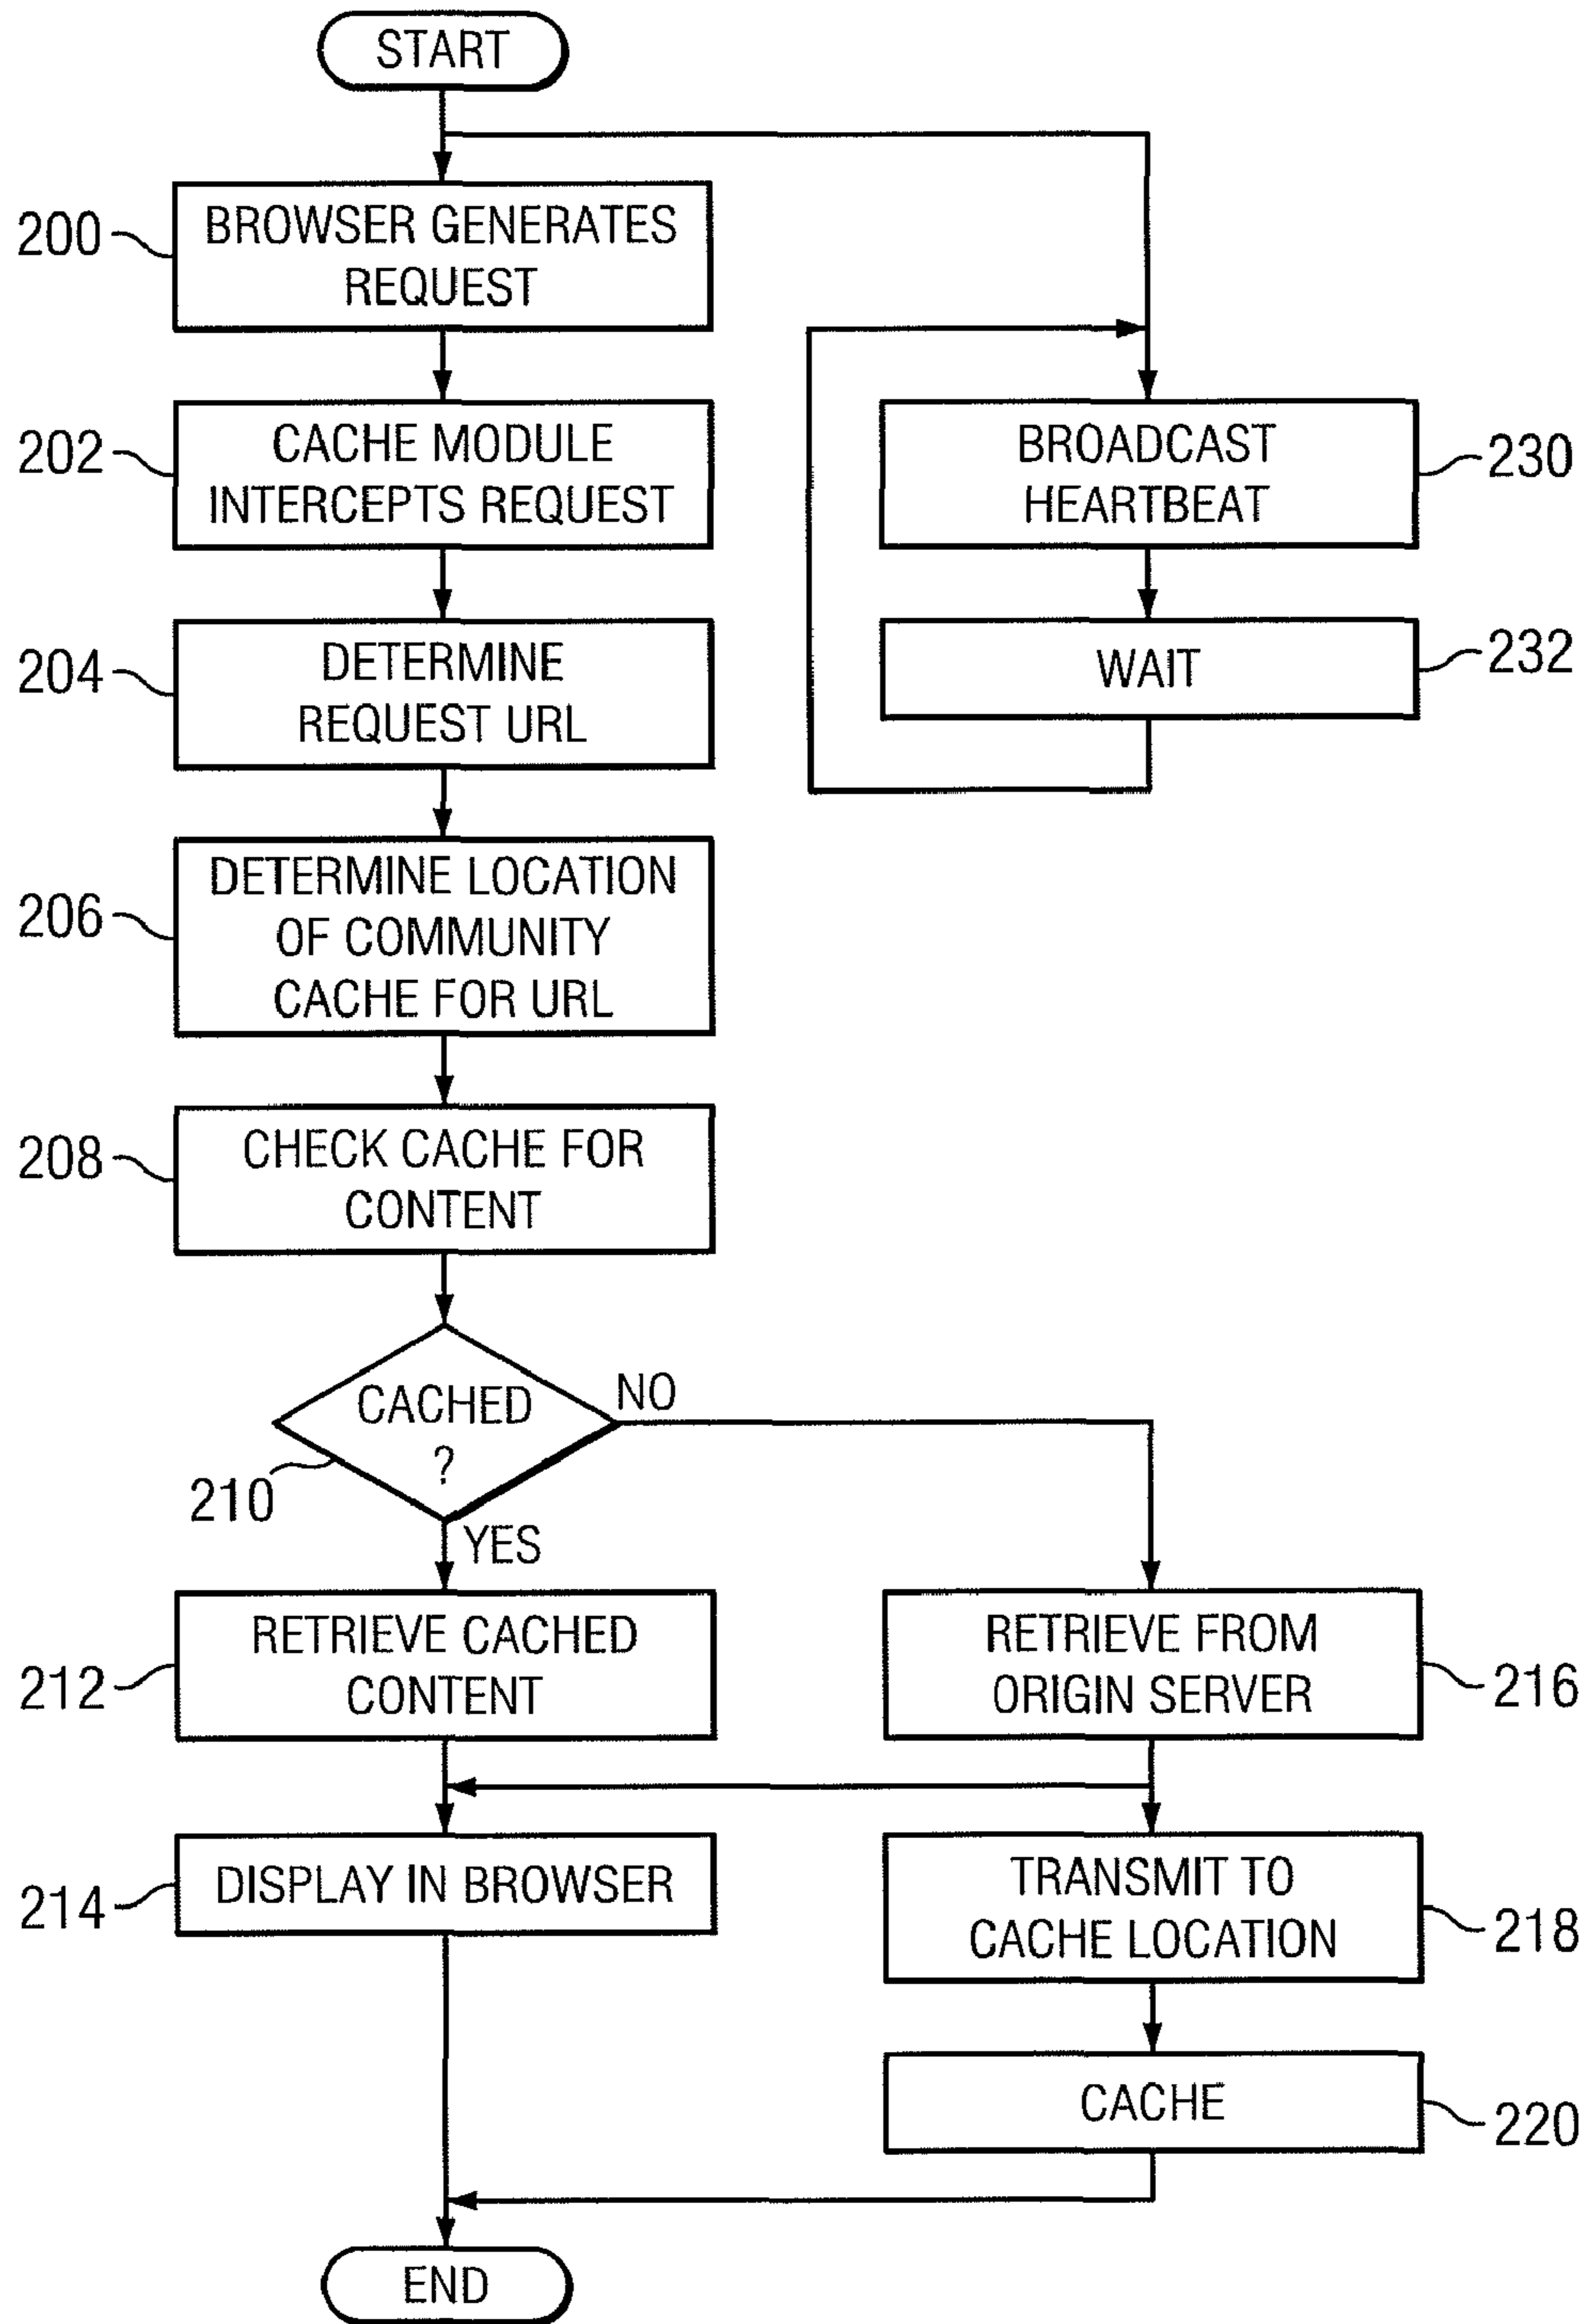 START
200
BROWSER GENERATES
REQUEST
202
CACHE MODULE
INTERCEPTS REQUEST
BROADCAST
HEARTBEAT
230
204
DETERMINE
REQUEST URL
WAIT
232
206
DETERMINE LOCATION
OF COMMUNITY
CACHE FOR URL
208
CHECK CACHE FOR
CONTENT
CACHED
?
NO
210
YES
212
RETRIEVE CACHED
CONTENT
RETRIEVE FROM
ORIGIN SERVER
216
214
DISPLAY IN BROWSER
TRANSMIT TO
CACHE LOCATION
218
CACHE
220
END